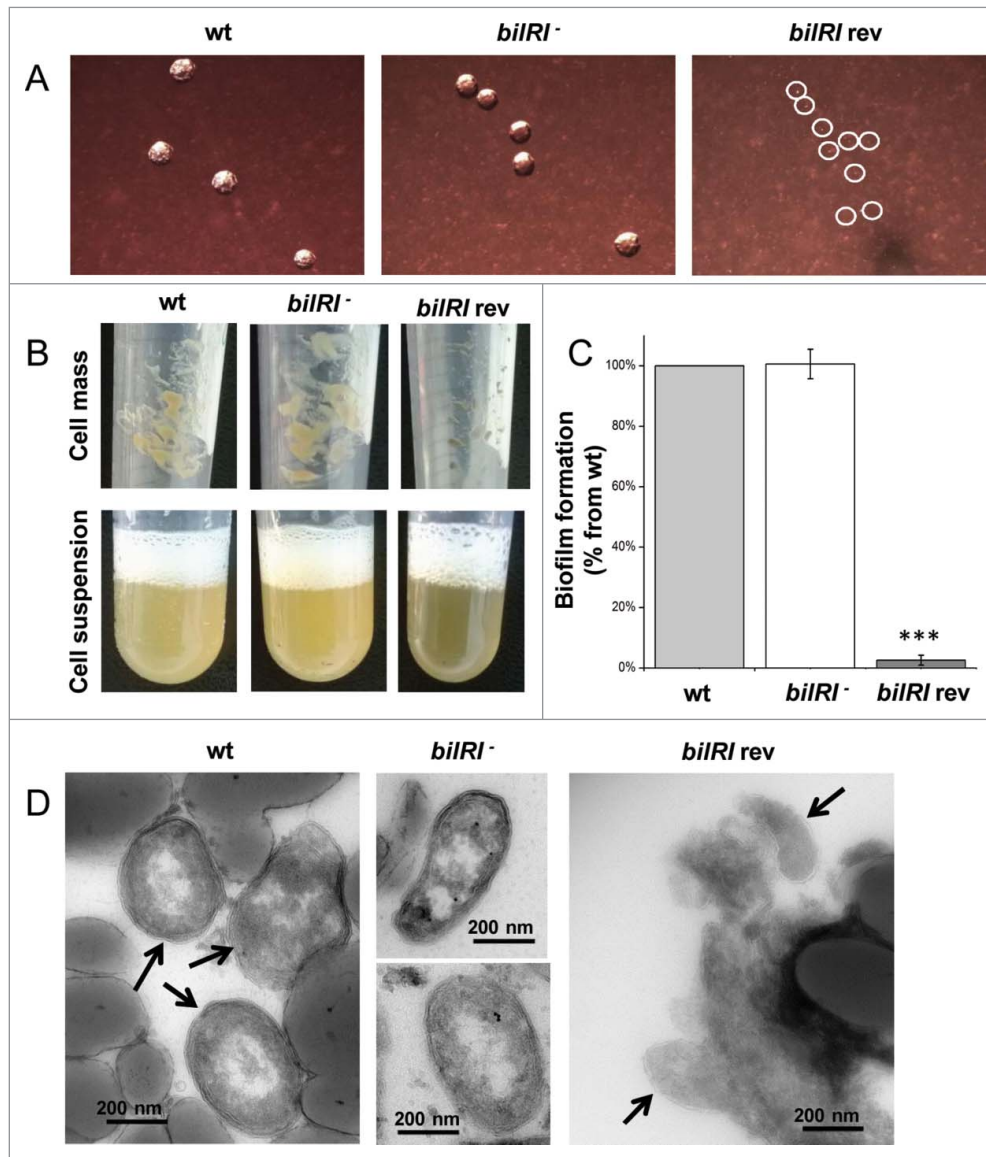 wt bilRI - bilRI rev
A
wt bilRI - bilRI rev
B
Cell mass
Cell suspension
C
Biofilm formation
(% from wt)
100%
80%
60%
40%
20%
0%
***
wt bilRI - bilRI rev
wt bilRI - bilRI rev
D
200 nm
200 nm
200 nm
200 nm